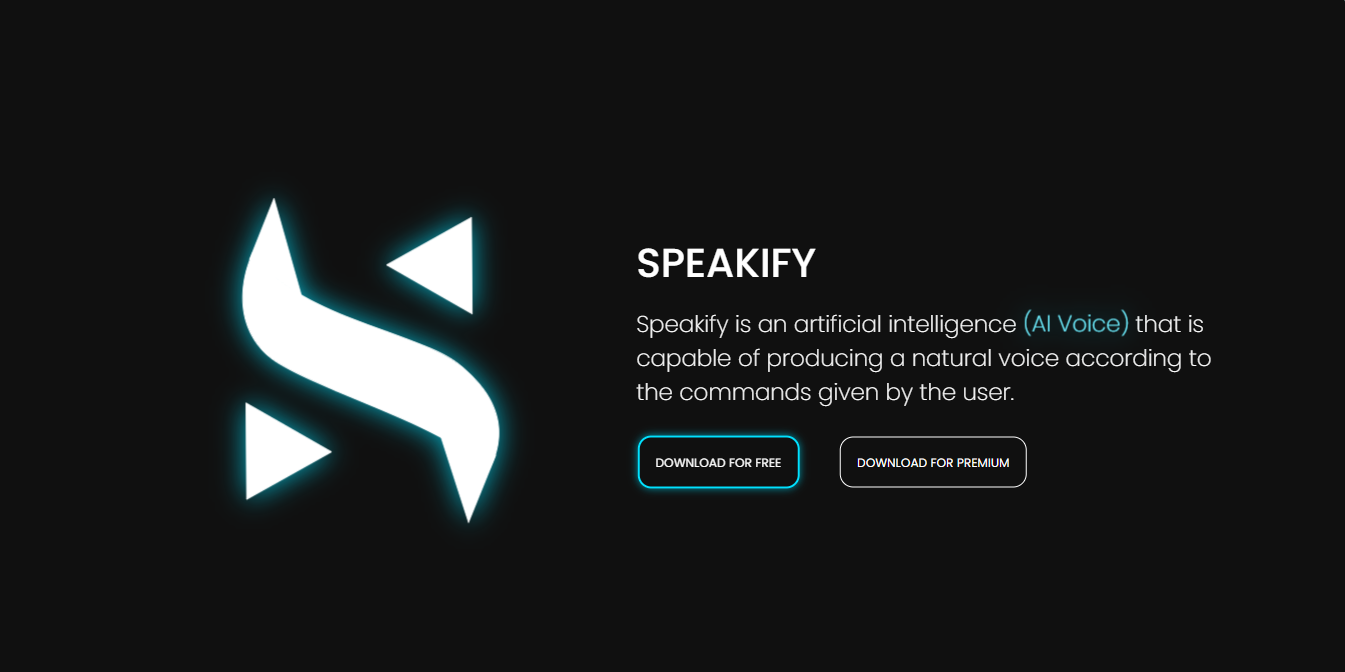 SPEAKIFY
Speakify is an artificial intelligence (AI Voice) that is
capable of producing a natural voice according to
the commands given by the user.
DOWNLOAD FOR FREE
DOWNLOAD FOR PREMIUM